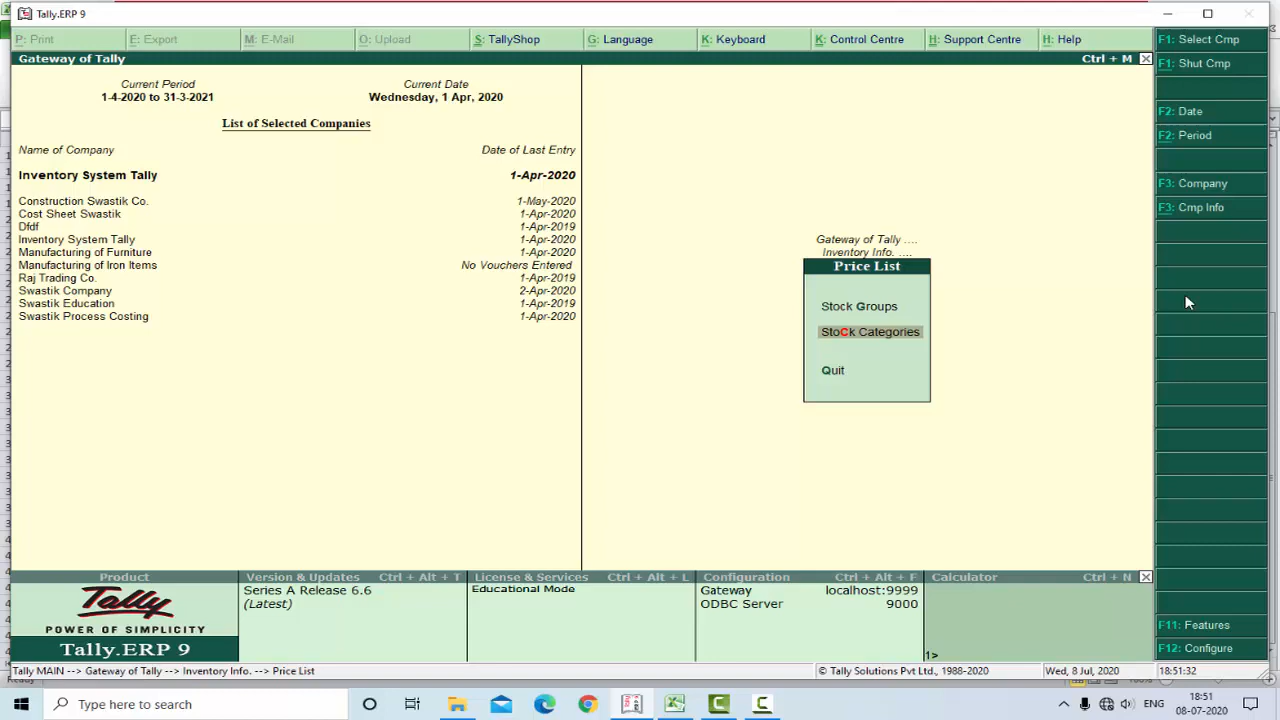 Tally.ERP 9
P: Print
E: Export
M: E-Mail
O: Upload
S: TallyShop
G: Language
K: Keyboard
K: Control Centre
H: Support Centre
H: Help
F1: Select Cmp
Gateway of Tally
Ctrl + M
F1: Shut Cmp
Current Period
1-4-2020 to 31-3-2021
Current Date
Wednesday, 1 Apr, 2020
F2: Date
F2: Period
F3: Company
F3: Cmp Info
List of Selected Companies
Name of Company Date of Last Entry
Inventory System Tally 1-Apr-2020
Construction Swastik Co. 1-May-2020
Cost Sheet Swastik 1-Apr-2020
Dfdf 1-Apr-2019
Inventory System Tally 1-Apr-2020
Manufacturing of Furniture 1-Apr-2020
Manufacturing of Iron Items No Vouchers Entered
Raj Trading Co. 1-Apr-2019
Swastik Company 2-Apr-2020
Swastik Education 1-Apr-2019
Swastik Process Costing 1-Apr-2020
Gateway of Tally ....
Inventory Info. ....
Price List
Stock Groups
StoCk Categories
Quit
Product
Tally
POWER OF SIMPLICITY
Tally.ERP 9
Version & Updates Ctrl + Alt + T
Series A Release 6.6
(Latest)
License & Services Ctrl + Alt + L
Educational Mode
Configuration Ctrl + Alt + F
Gateway localhost:9999
ODBC Server 9000
Calculator Ctrl + N
1>
F11: Features
F12: Configure
Tally MAIN --> Gateway of Tally --> Inventory Info. --> Price List
© Tally Solutions Pvt Ltd., 1988-2020
Wed, 8 Jul, 2020
18:51:32
Type here to search
ENG
18:51
08-07-2020